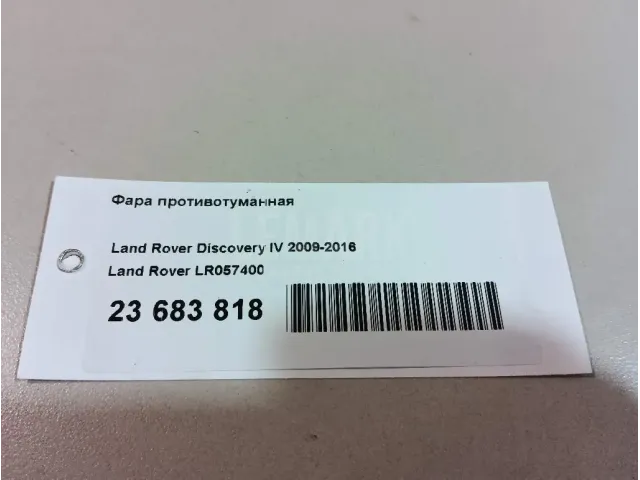 Фара противотуманная
Land Rover Discovery IV 2009-2016
Land Rover LR057400
23 683 818